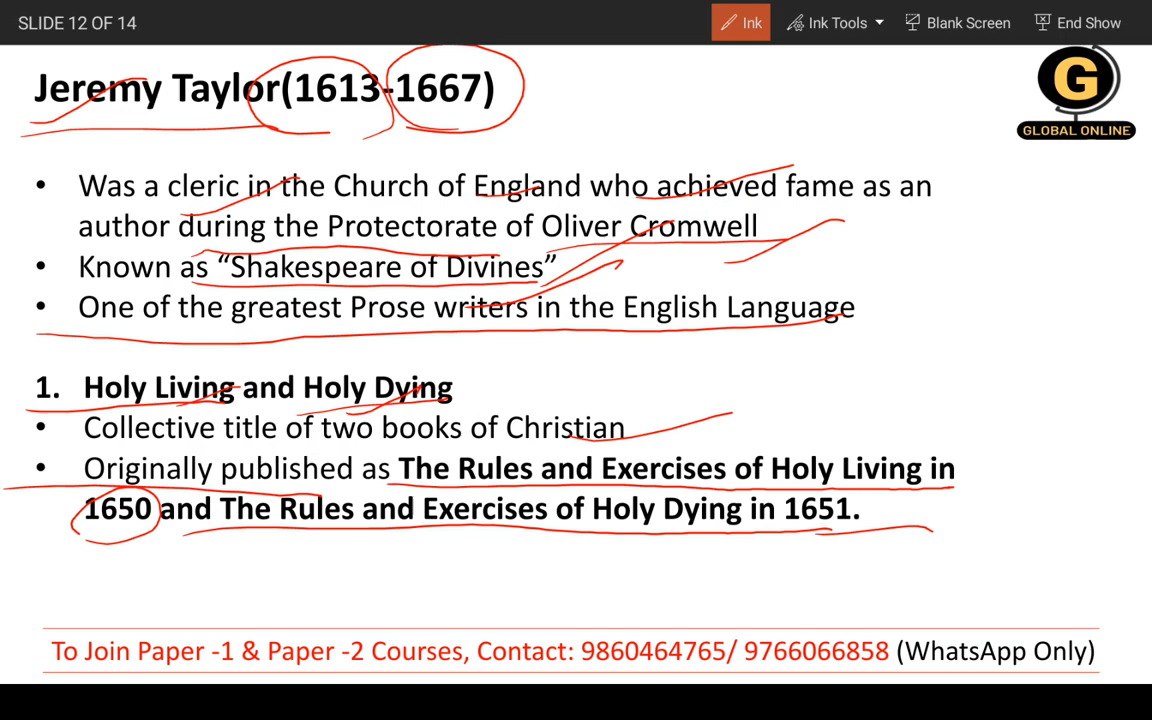 SLIDE 12 OF 14
Ink
Ink Tools
Blank Screen
End Show
Jeremy Taylor(1613-1667)
G
GLOBAL ONLINE
• Was a cleric in the Church of England who achieved fame as an
author during the Protectorate of Oliver Cromwell
• Known as “Shakespeare of Divines”
• One of the greatest Prose writers in the English Language
1. Holy Living and Holy Dying
• Collective title of two books of Christian
• Originally published as The Rules and Exercises of Holy Living in
1650 and The Rules and Exercises of Holy Dying in 1651.
To Join Paper -1 & Paper -2 Courses, Contact: 9860464765/ 9766066858 (WhatsApp Only)